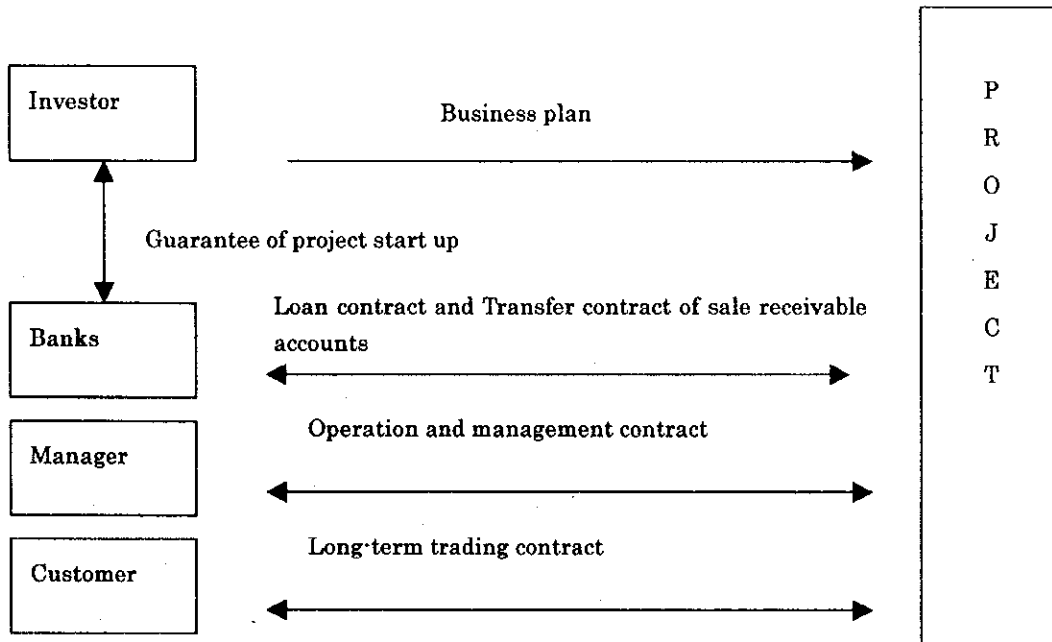 Investor
Business plan
Guarantee of project start up
Banks
Loan contract and Transfer contract of sale receivable
accounts
Manager
Operation and management contract
Customer
Long-term trading contract
P
R
O
J
E
C
T